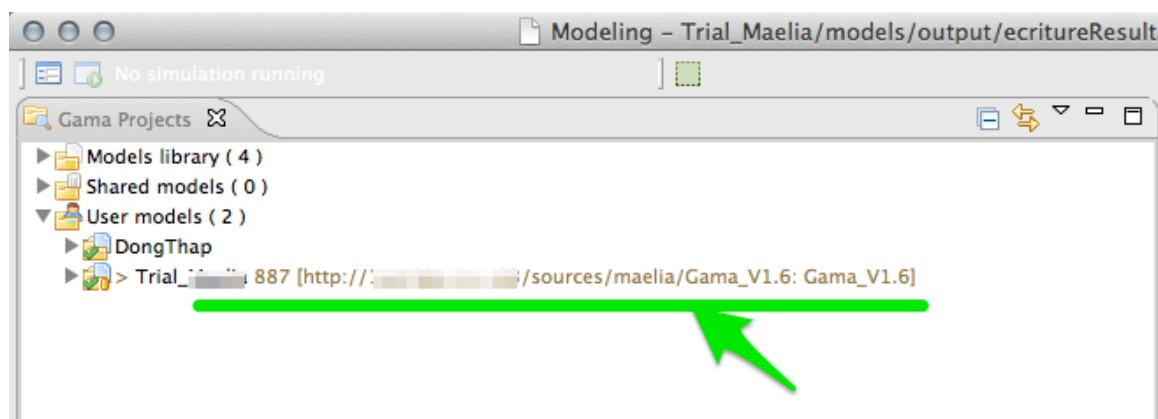 Modeling – Trial_Maelia/models/output/ecritureResult
No simulation running
Gama Projects
Models library ( 4 )
Shared models ( 0 )
User models ( 2 )
DongThap
> Trial_ 887 [http:// /sources/maelia/Gama_V1.6: Gama_V1.6]